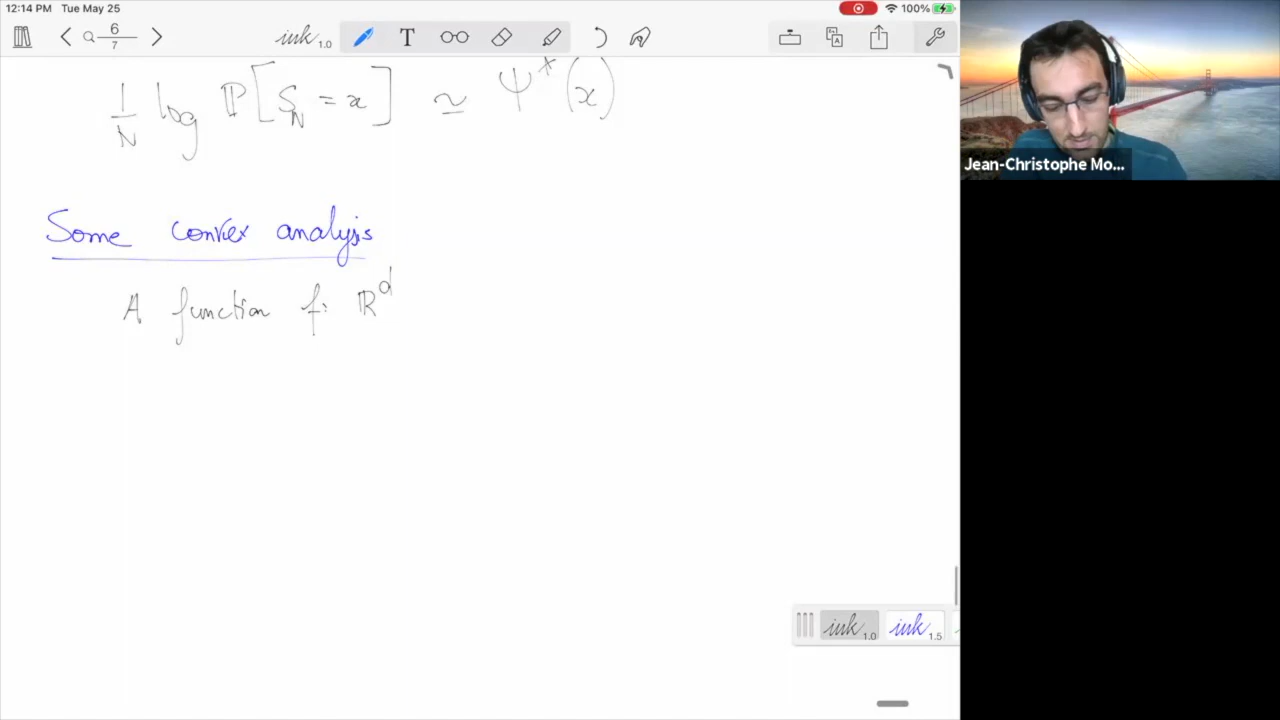 12:14 PM Tue May 25
100%
6
7
ink 1.0
T
1/N log ℙ[S_N = x] ≃ Ψ*(x)
Jean-Christophe Mo...
Some convex analysis
A function f: ℝ^d
ink 1.0 ink 1.5